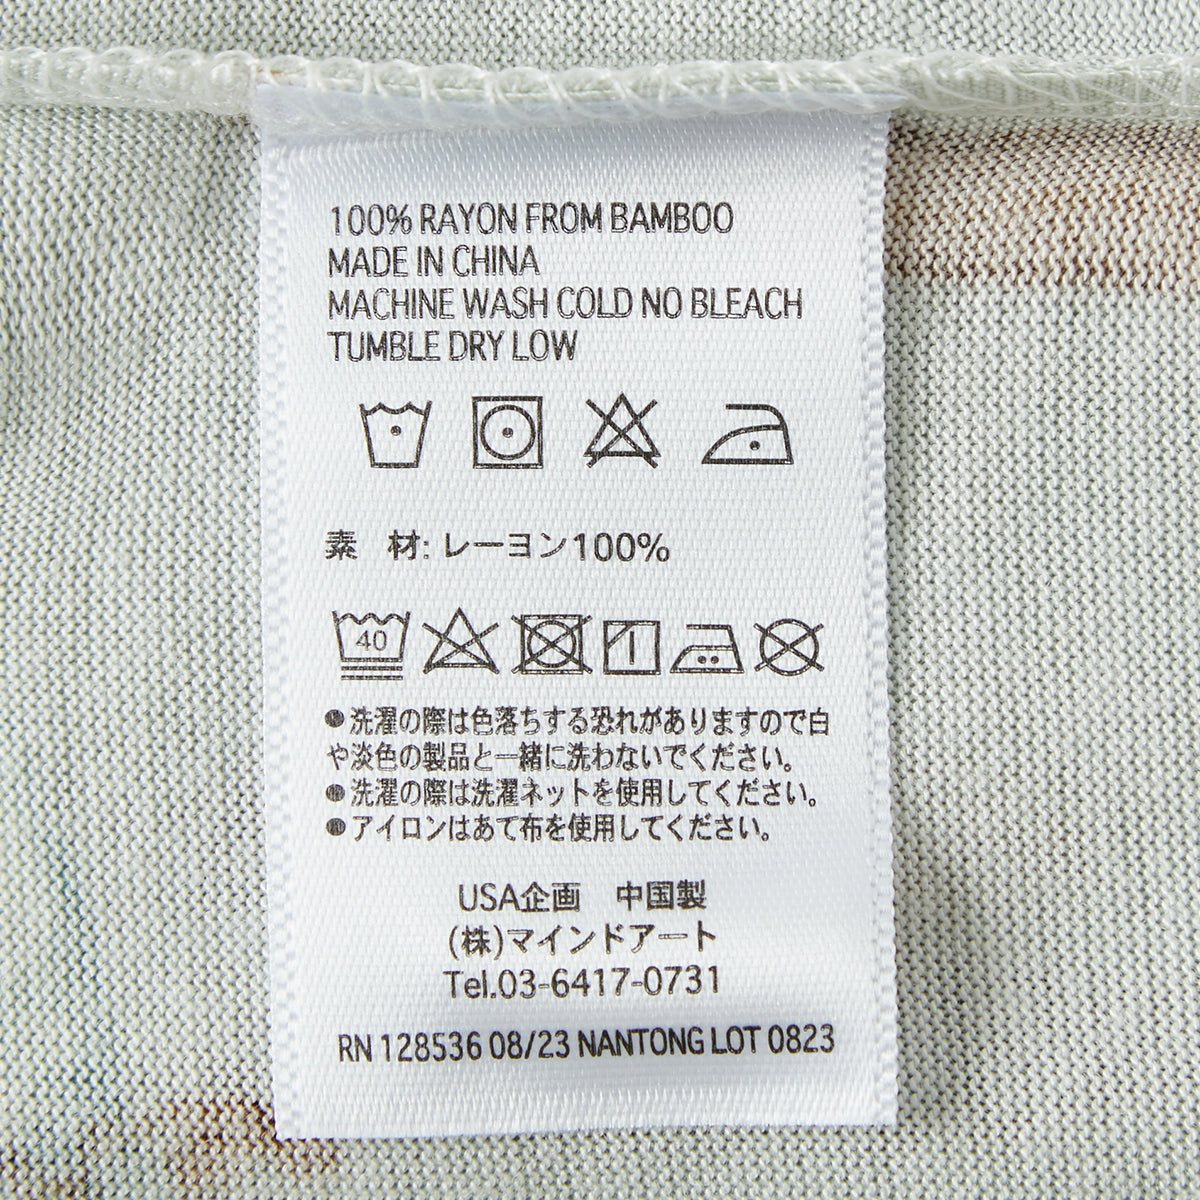 100% RAYON FROM BAMBOO
MADE IN CHINA
MACHINE WASH COLD NO BLEACH
TUMBLE DRY LOW
素　材: レーヨン100%
40
●洗濯の際は色落ちする恐れがありますので白
や淡色の製品と一緒に洗わないでください。
●洗濯の際は洗濯ネットを使用してください。
●アイロンはあて布を使用してください。
USA企画　中国製
(株)マインドアート
Tel.03-6417-0731
RN 128536 08/23 NANTONG LOT 0823